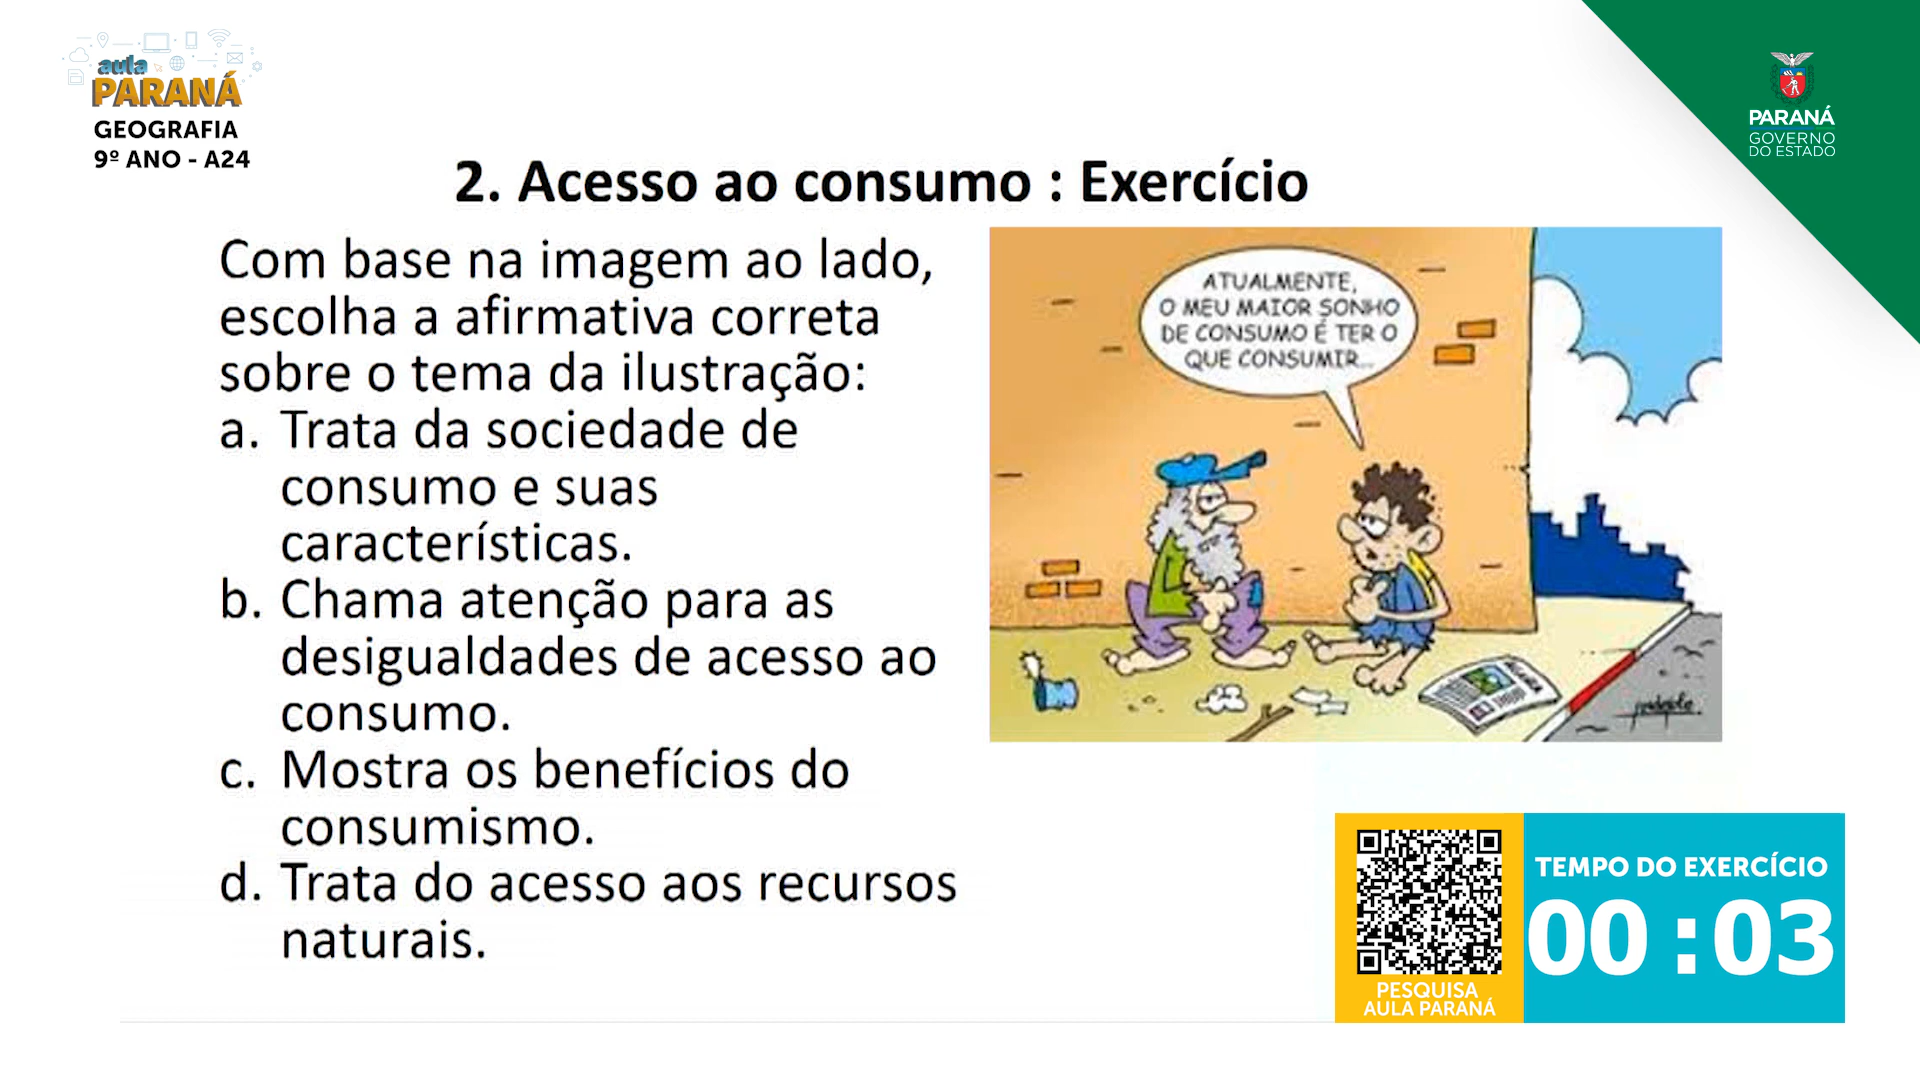 aula
PARANÁ
GEOGRAFIA
9º ANO - A24
PARANÁ
GOVERNO
DO ESTADO
2. Acesso ao consumo : Exercício
Com base na imagem ao lado,
escolha a afirmativa correta
sobre o tema da ilustração:
a. Trata da sociedade de
consumo e suas
características.
b. Chama atenção para as
desigualdades de acesso ao
consumo.
c. Mostra os benefícios do
consumismo.
d. Trata do acesso aos recursos
naturais.
ATUALMENTE,
O MEU MAIOR SONHO
DE CONSUMO É TER O
QUE CONSUMIR...
TEMPO DO EXERCÍCIO
00 : 03
PESQUISA
AULA PARANÁ